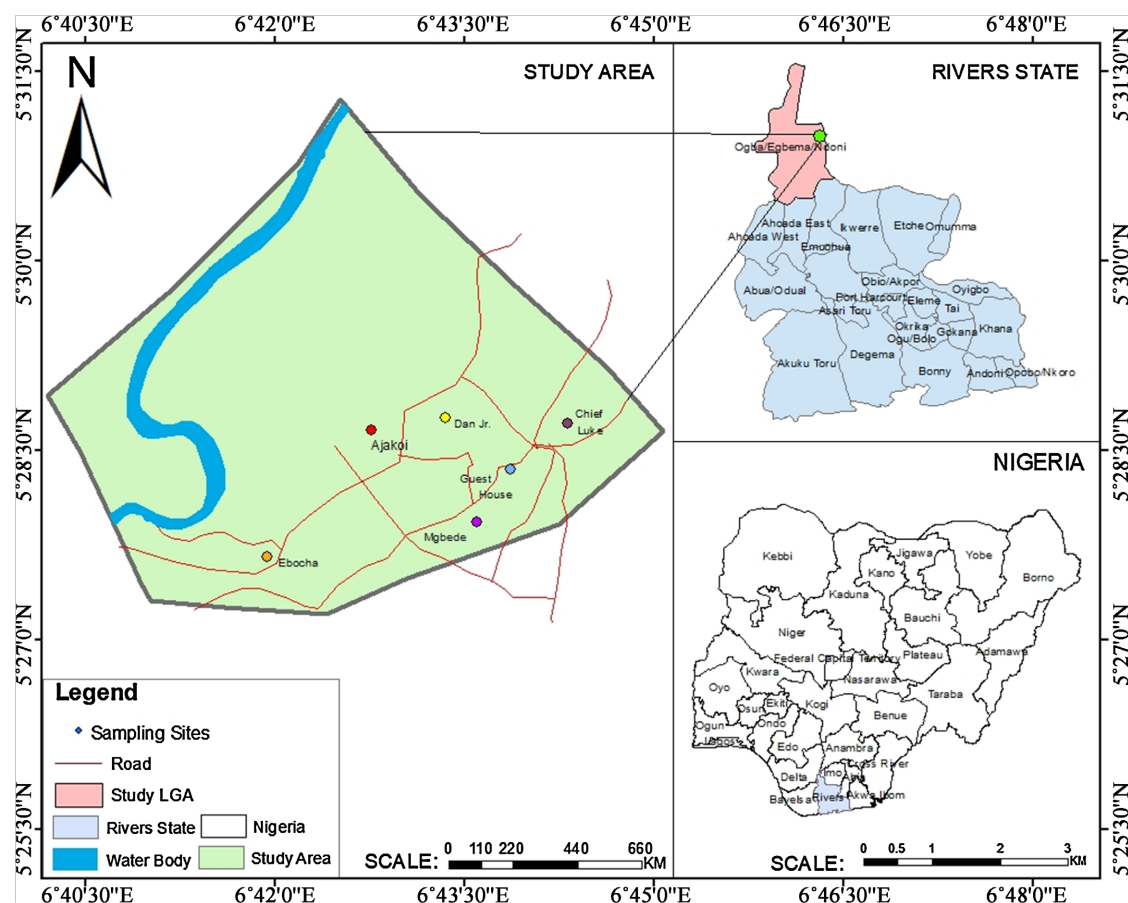 6°40'30"E 6°42'0"E 6°43'30"E 6°45'0"E 6°46'30"E 6°48'0"E
5°31'30"N
5°30'0"N
5°28'30"N
5°27'0"N
5°25'30"N
N
STUDY AREA
Dan Jr.
Chief
Luke
Ajakoi
Guest
House
Mgbede
Ebocha
Legend
Sampling Sites
Road
Study LGA
Rivers State
Nigeria
Water Body
Study Area
SCALE:
0 110 220 440 660
KM
RIVERS STATE
Ogba/Egbema/Ndoni
Ahoada East
Ahoada West
Ikwerre
Etche
Omumma
Emuohua
Abua/Odual
Obio/Akpor
Oyigbo
Port Harcourt
Eleme
Tai
Asari Toru
Okrika
Gokana
Khana
Ogu/Bolo
Degema
Akuku Toru
Bonny
Andoni
Opobo/Nkoro
NIGERIA
Kebbi
Jigawa
Yobe
Kano
Borno
Kaduna
Bauchi
Niger
Federal Capital Territory
Plateau
Adamawa
Kwara
Nasarawa
Oyo
Taraba
Osun
Ekiti
Kogi
Benue
Ogun
Ondo
Lagos
Edo
Anambra
Cross River
Delta
Imo
Abia
Bayelsa
Rivers
Akwa Ibom
SCALE:
0 0.5 1 2 3
KM
5°31'30"N
5°30'0"N
5°28'30"N
5°27'0"N
5°25'30"N
6°40'30"E 6°42'0"E 6°43'30"E 6°45'0"E 6°46'30"E 6°48'0"E